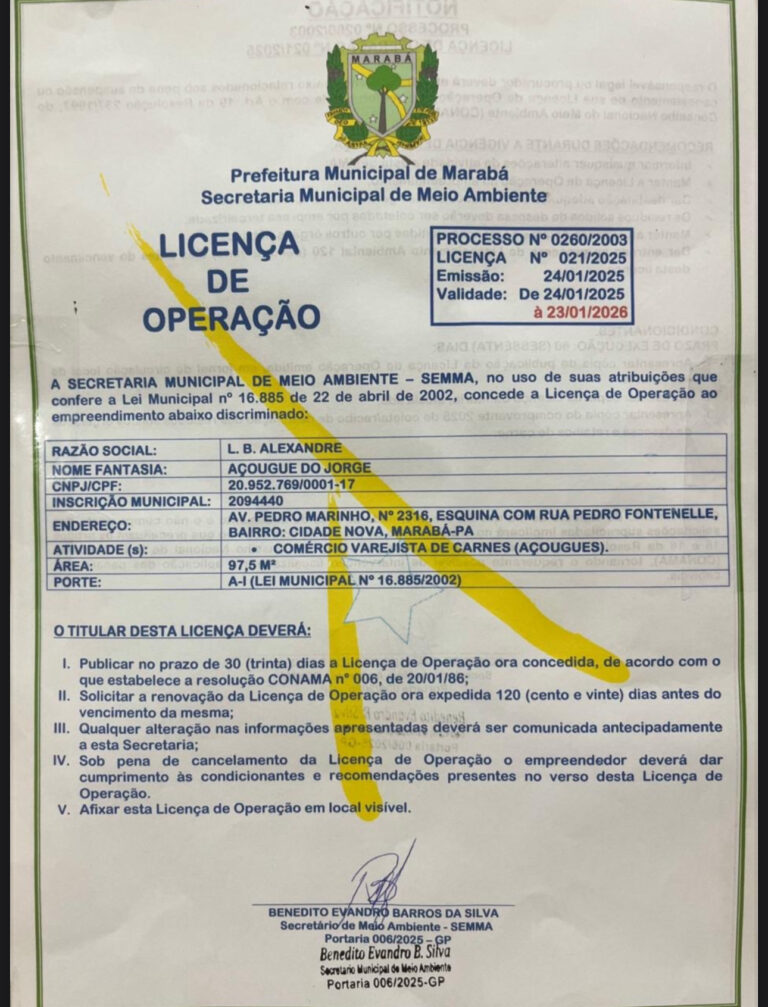 MARABÁ
Prefeitura Municipal de Marabá
Secretaria Municipal de Meio Ambiente
LICENÇA
DE
OPERAÇÃO
PROCESSO Nº 0260/2003
LICENÇA Nº 021/2025
Emissão: 24/01/2025
Validade: De 24/01/2025
à 23/01/2026
A SECRETARIA MUNICIPAL DE MEIO AMBIENTE – SEMMA, no uso de suas atribuições que
confere a Lei Municipal nº 16.885 de 22 de abril de 2002, concede a Licença de Operação ao
empreendimento abaixo discriminado:
RAZÃO SOCIAL: L. B. ALEXANDRE
NOME FANTASIA: AÇOUGUE DO JORGE
CNPJ/CPF: 20.952.769/0001-17
INSCRIÇÃO MUNICIPAL: 2094440
ENDEREÇO: AV. PEDRO MARINHO, Nº 2316, ESQUINA COM RUA PEDRO FONTENELLE,
BAIRRO: CIDADE NOVA, MARABÁ-PA
ATIVIDADE (s): • COMÉRCIO VAREJISTA DE CARNES (AÇOUGUES).
ÁREA: 97,5 M²
PORTE: A-I (LEI MUNICIPAL Nº 16.885/2002)
O TITULAR DESTA LICENÇA DEVERÁ:
I. Publicar no prazo de 30 (trinta) dias a Licença de Operação ora concedida, de acordo com o
que estabelece a resolução CONAMA nº 006, de 20/01/86;
II. Solicitar a renovação da Licença de Operação ora expedida 120 (cento e vinte) dias antes do
vencimento da mesma;
III. Qualquer alteração nas informações apresentadas deverá ser comunicada antecipadamente
a esta Secretaria;
IV. Sob pena de cancelamento da Licença de Operação o empreendedor deverá dar
cumprimento às condicionantes e recomendações presentes no verso desta Licença de
Operação.
V. Afixar esta Licença de Operação em local visível.
BENEDITO EVANDRO BARROS DA SILVA
Secretário de Meio Ambiente - SEMMA
Portaria 006/2025 – GP
Benedito Evandro B. Silva
Secretario Municipal de Meio Ambiente
Portaria 006/2025-GP